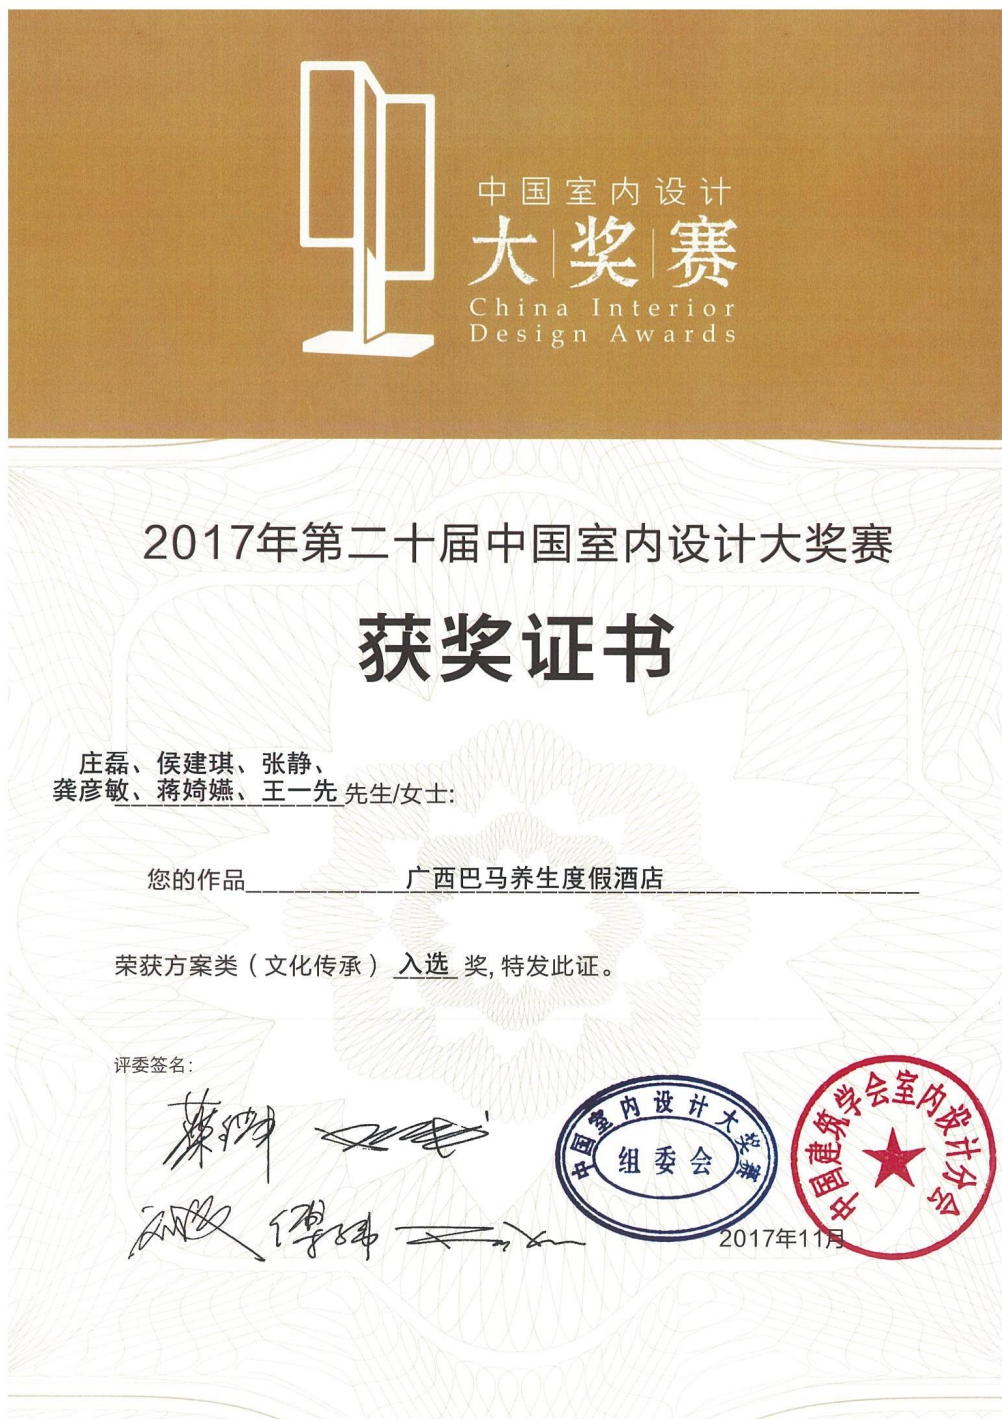 中国室内设计
大奖赛
China Interior
Design Awards
2017年第二十届中国室内设计大奖赛
获奖证书
庄磊、侯建琪、张静、
龚彦敏、蒋婍嬿、王一先 先生/女士:
您的作品 广西巴马养生度假酒店
荣获方案类（文化传承） 入选 奖, 特发此证。
评委签名:
中国室内设计大奖赛
组委会
中国建筑学会室内设计分会
2017年11月